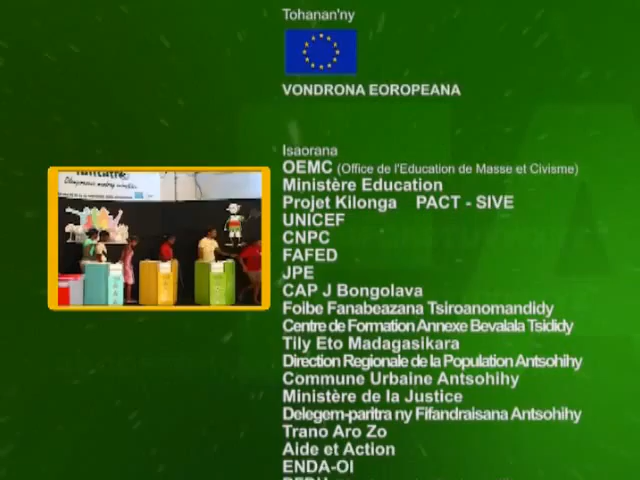 Tohanan'ny
VONDRONA EOROPEANA
Isaorana
OEMC (Office de l'Education de Masse et Civisme)
Ministère Education
Projet Kilonga PACT - SIVE
UNICEF
CNPC
FAFED
JPE
CAP J Bongolava
Foibe Fanabeazana Tsiroanomandidy
Centre de Formation Annexe Bevalala Tsididy
Tily Eto Madagasikara
Direction Regionale de la Population Antsohihy
Commune Urbaine Antsohihy
Ministère de la Justice
Delegem-paritra ny Fifandraisana Antsohihy
Trano Aro Zo
Aide et Action
ENDA-OI